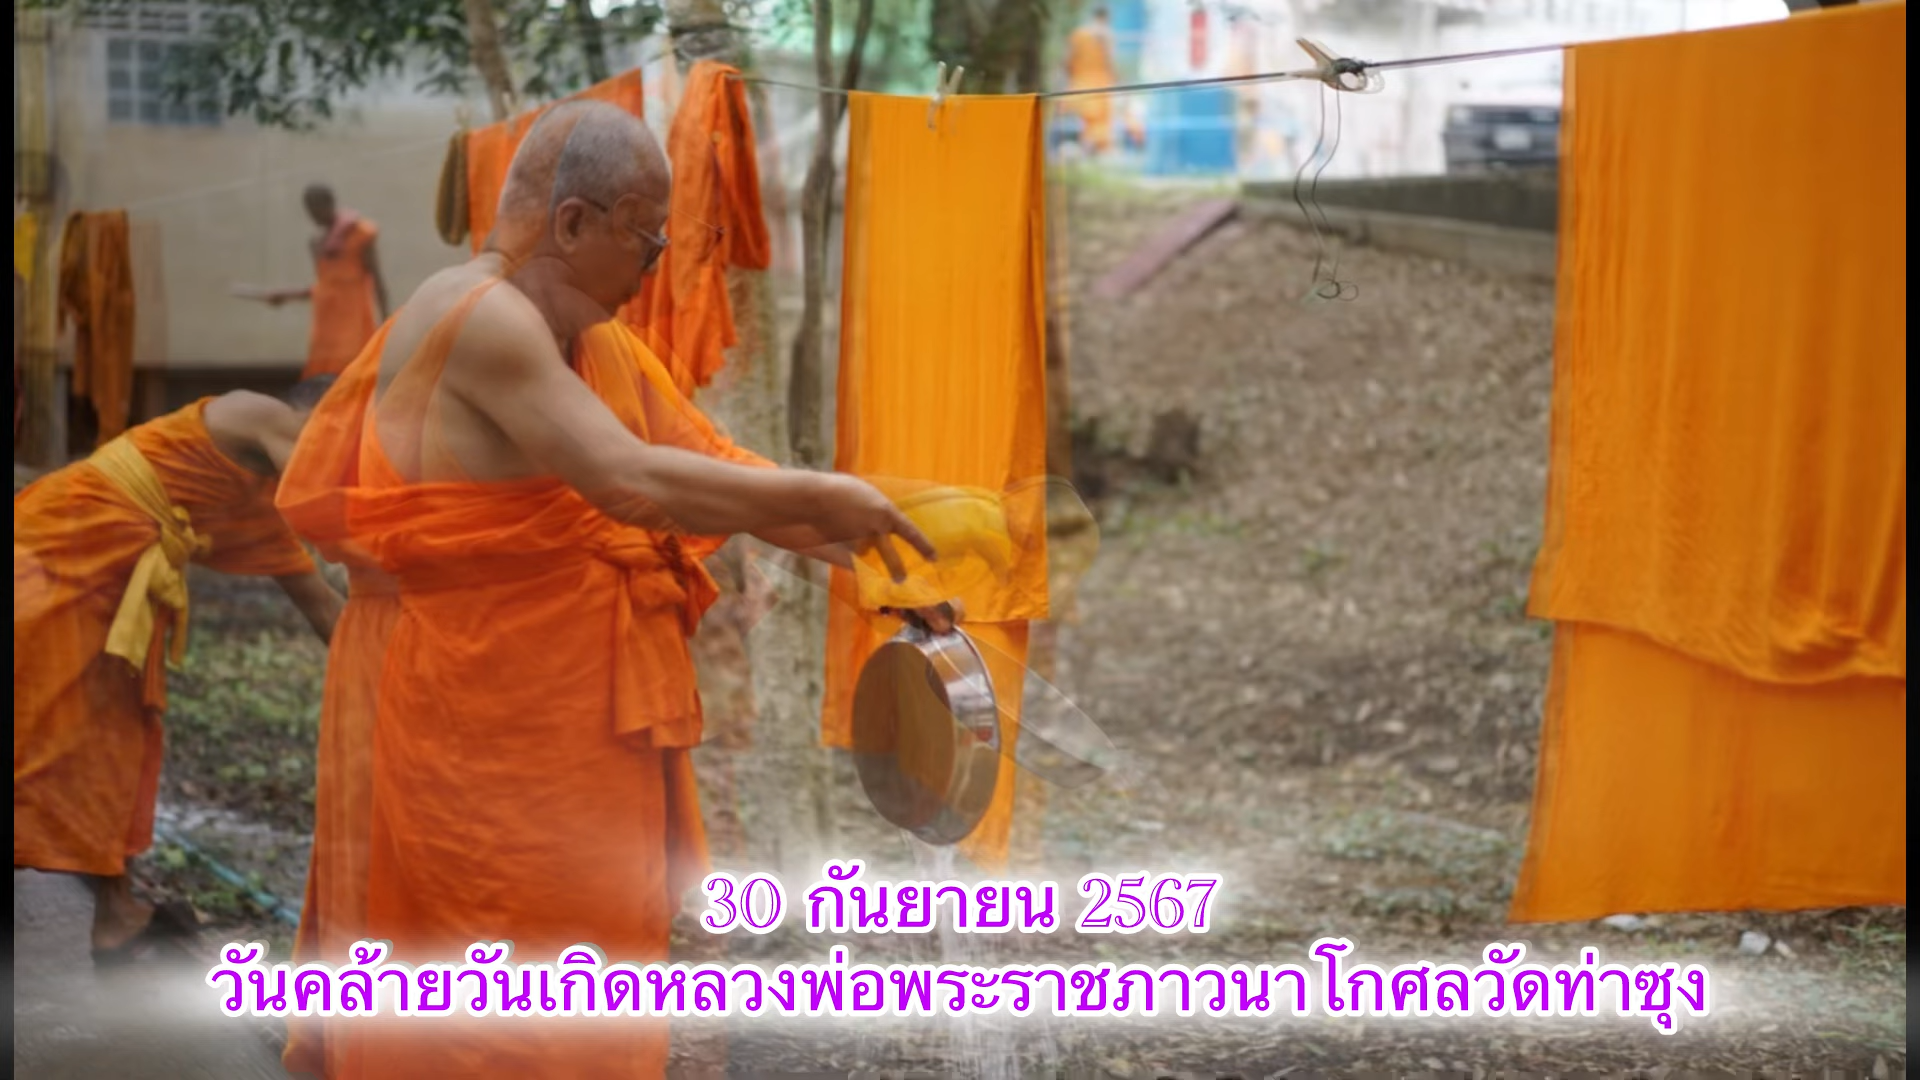 30 กันยายน 2567
วันคล้ายวันเกิดหลวงพ่อพระราชภาวนาโกศลวัดท่าซุง